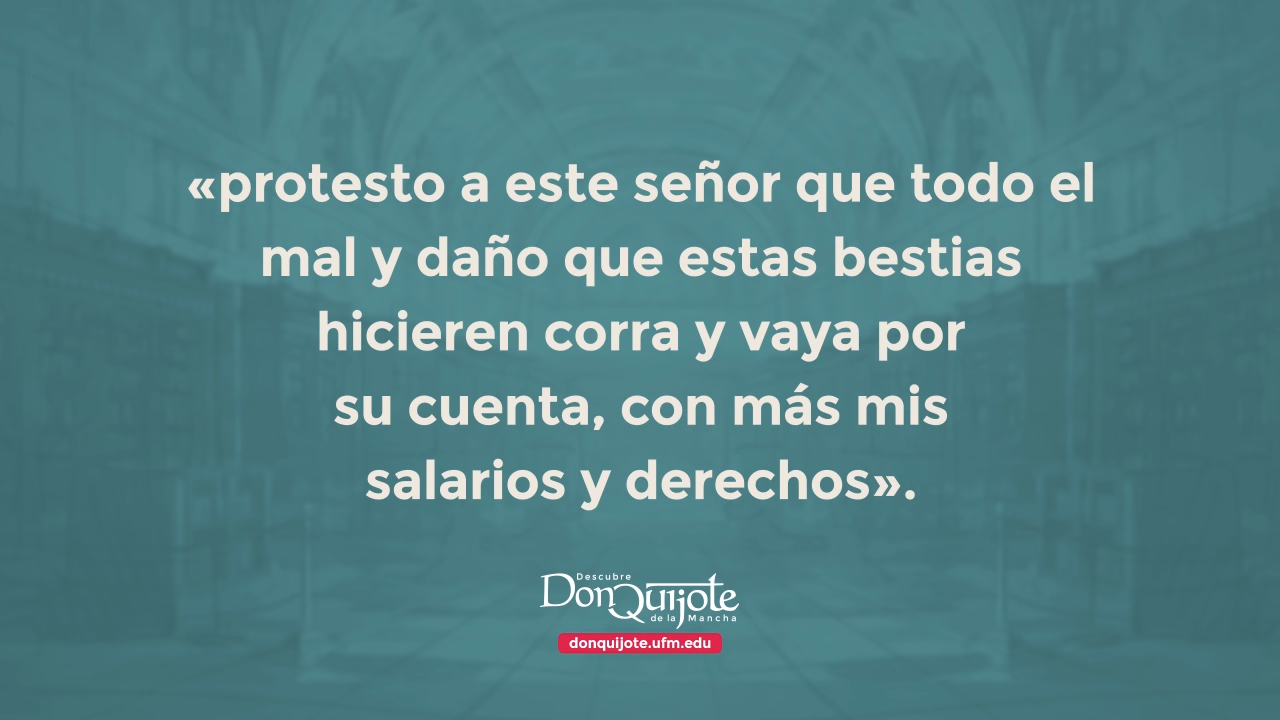 «protesto a este señor que todo el
mal y daño que estas bestias
hicieren corra y vaya por
su cuenta, con más mis
salarios y derechos».
Descubre
Don Quijote
de la Mancha
donquijote.ufm.edu